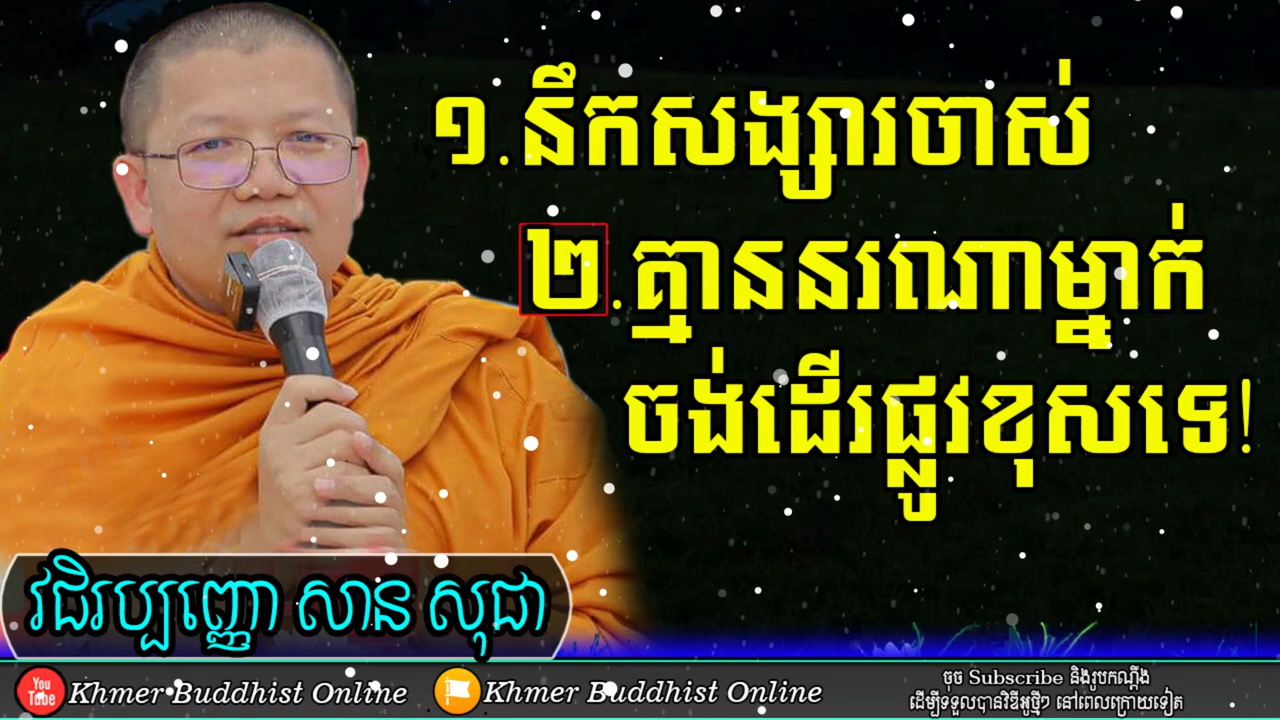 ១.នឹកសង្សារចាស់
២.គ្មាននរណាម្នាក់
ចង់ដើរផ្លូវខុសទេ!
វជិរប្បញ្ញោ សាន សុជា
You Tube Khmer Buddhist Online Khmer Buddhist Online
ចុច Subscribe និងរូបកណ្ដឹង
ដើម្បីទទួលបានវិឌីអូថ្មីៗ នៅពេលក្រោយទៀត